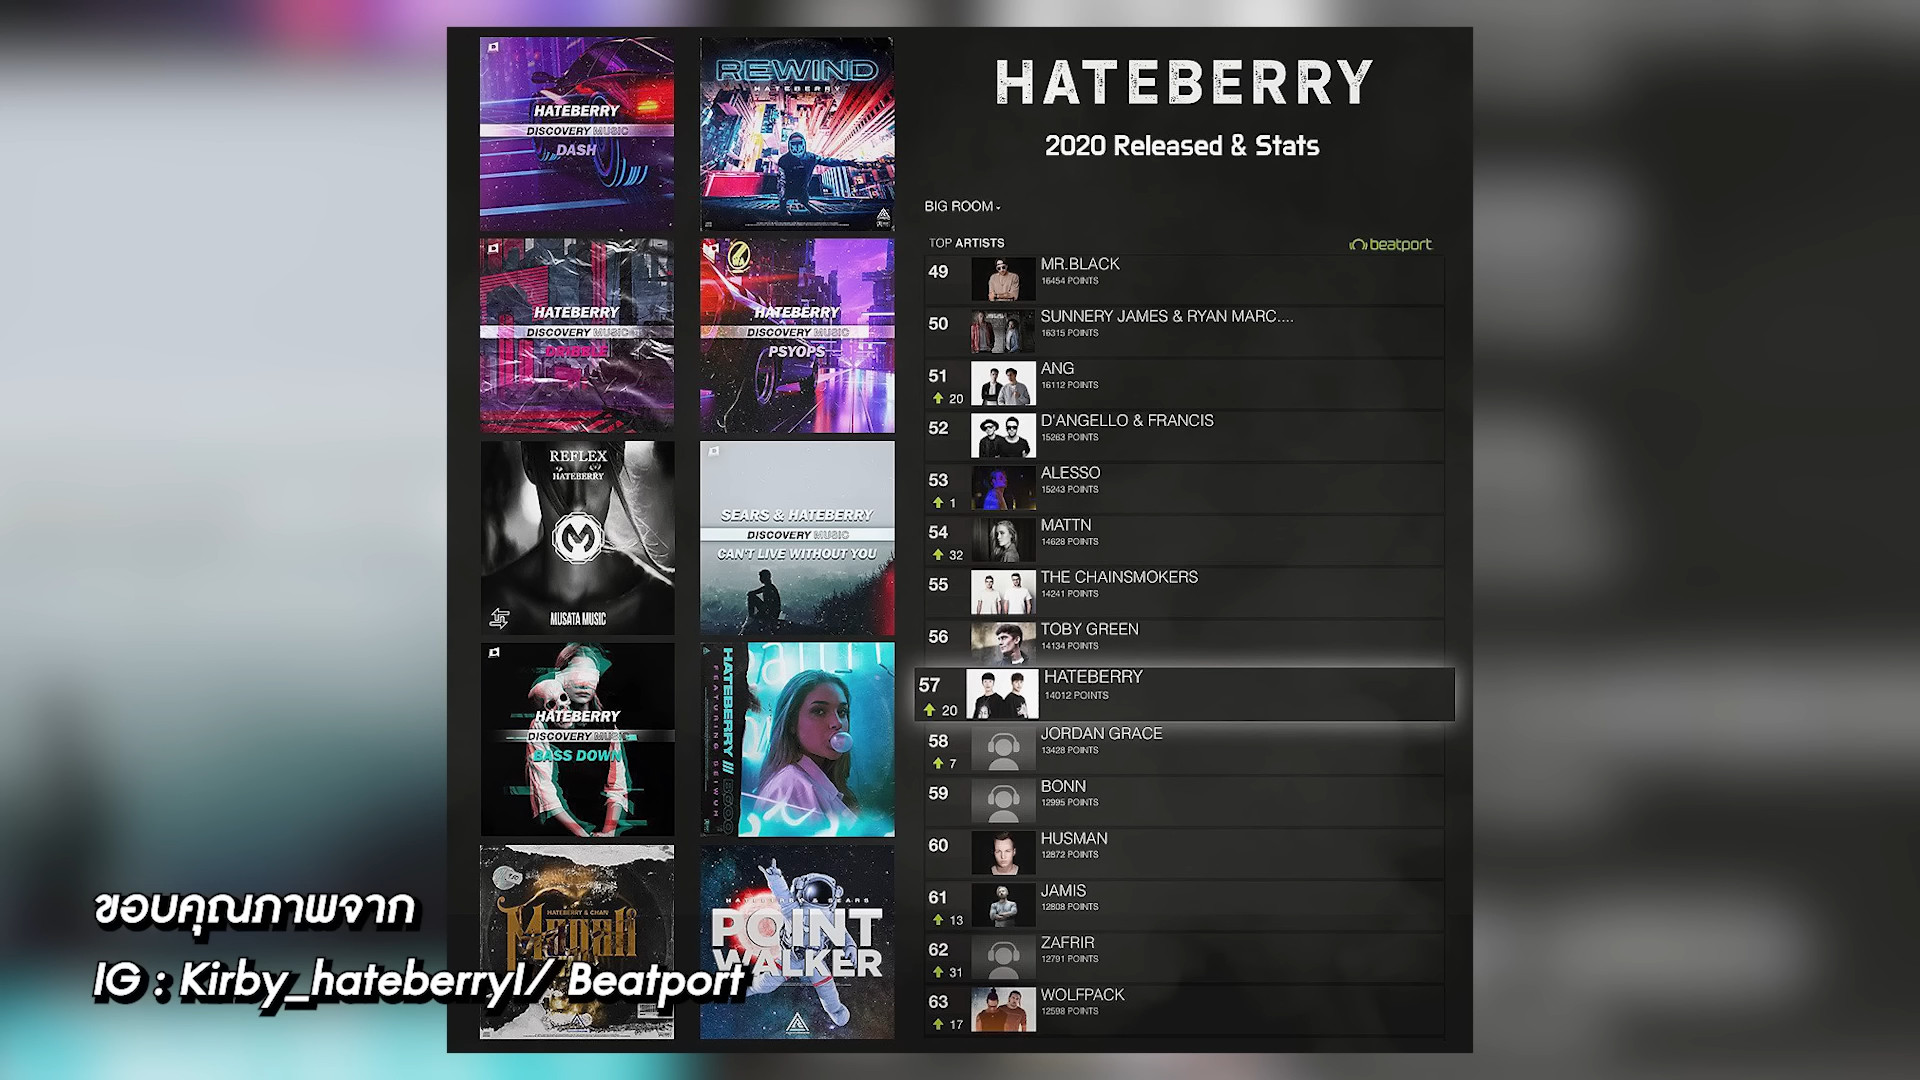 HATEBERRY
2020 Released & Stats
BIG ROOM
TOP ARTISTS
beatport
49
MR.BLACK
16454 POINTS
50
SUNNERY JAMES & RYAN MARC....
16315 POINTS
51
20
ANG
16112 POINTS
52
D'ANGELLO & FRANCIS
15263 POINTS
53
1
ALESSO
15243 POINTS
54
32
MATTN
14628 POINTS
55
THE CHAINSMOKERS
14241 POINTS
56
TOBY GREEN
14134 POINTS
57
20
HATEBERRY
14012 POINTS
58
7
JORDAN GRACE
13428 POINTS
59
BONN
12995 POINTS
60
HUSMAN
12872 POINTS
61
13
JAMIS
12808 POINTS
62
31
ZAFRIR
12791 POINTS
63
17
WOLFPACK
12598 POINTS
HATEBERRY
DISCOVERY MUSIC
DASH
REWIND
HATEBERRY
HATEBERRY
DISCOVERY MUSIC
DRIBBLE
HATEBERRY
DISCOVERY MUSIC
PSYOPS
REFLEX
HATEBERRY
MUSATA MUSIC
SEARS & HATEBERRY
DISCOVERY MUSIC
CAN'T LIVE WITHOUT YOU
HATEBERRY
DISCOVERY MUSIC
BASS DOWN
HATEBERRY ///
HATEBERRY & CHAN
HATEBERRY & SEARS
POINT
WALKER
ขอบคุณภาพจาก
IG : Kirby_hateberryl/ Beatport